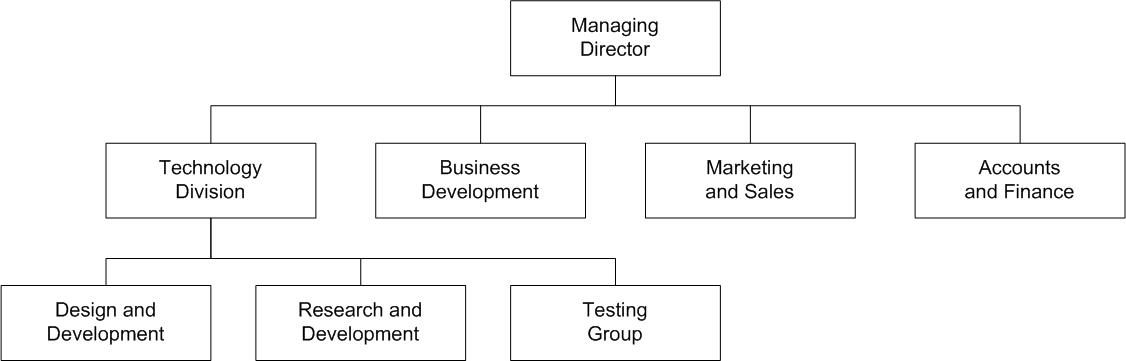 Managing
Director
Technology
Division
Business
Development
Marketing
and Sales
Accounts
and Finance
Design and
Development
Research and
Development
Testing
Group